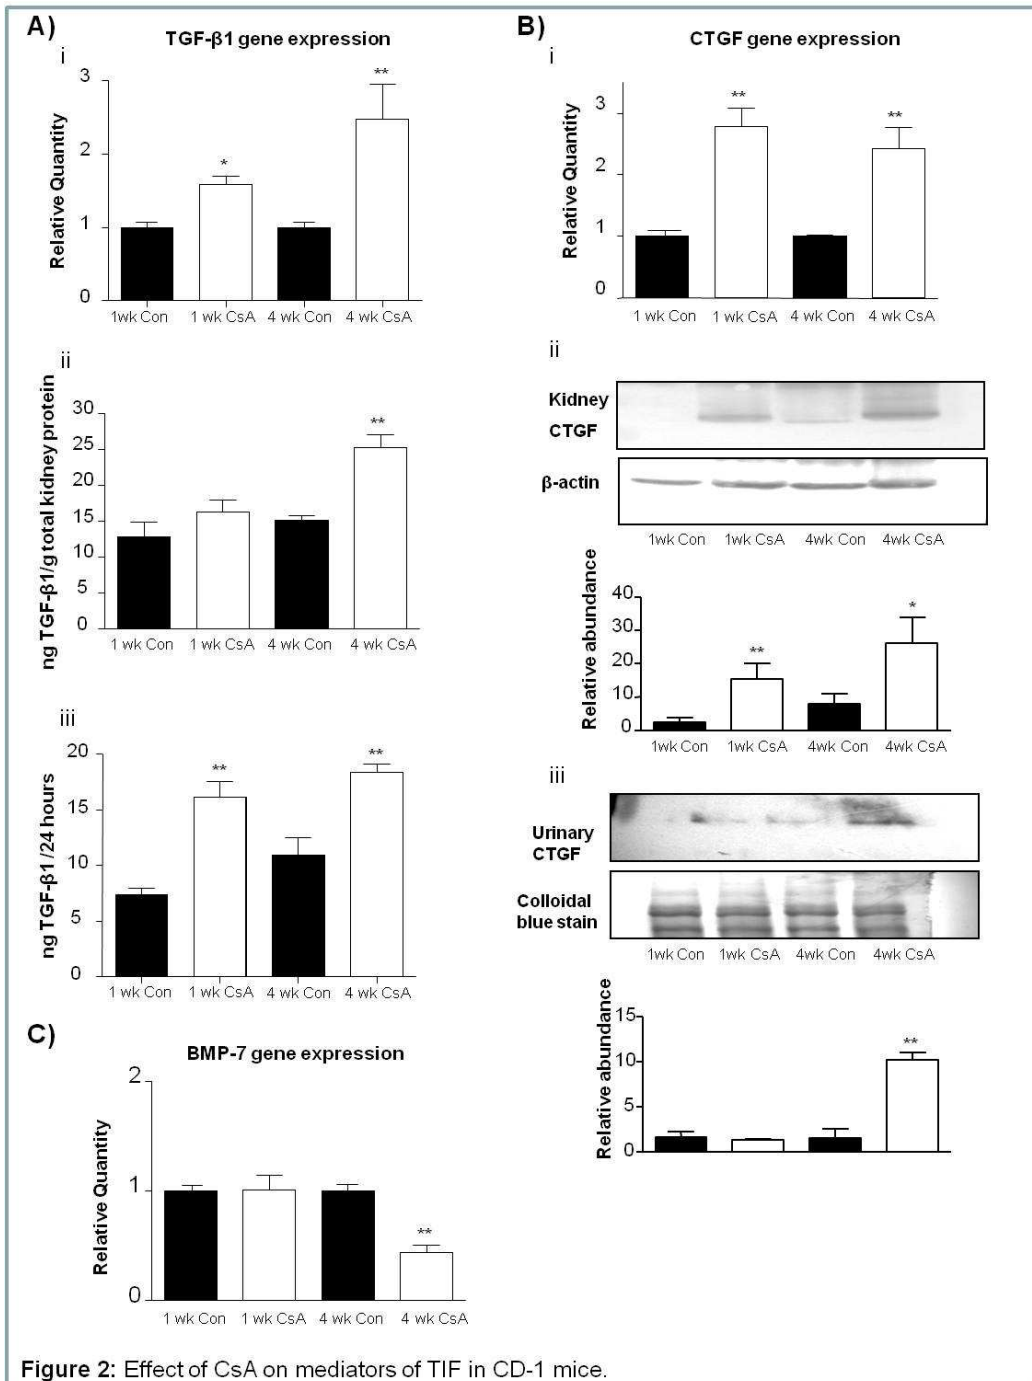 A)
TGF-β1 gene expression
i
Relative Quantity
3
2
1
0
*
**
1wk Con 1 wk CsA 4 wk Con 4 wk CsA
ii
ng TGF-β1/g total kidney protein
30
25
20
15
10
5
0
**
1 wk Con 1 wk CsA 4 wk Con 4 wk CsA
iii
ng TGF-β1 /24 hours
20
15
10
5
0
**
**
1 wk Con 1 wk CsA 4 wk Con 4 wk CsA
B)
CTGF gene expression
i
Relative Quantity
3
2
1
0
**
**
1 wk Con 1 wk CsA 4 wk Con 4 wk CsA
ii
Kidney
CTGF
β-actin
1wk Con 1wk CsA 4wk Con 4wk CsA
Relative abundance
40
30
20
10
0
**
*
1wk Con 1wk CsA 4wk Con 4wk CsA
iii
Urinary
CTGF
Colloidal
blue stain
1wk Con 1wk CsA 4wk Con 4wk CsA
Relative abundance
15
10
5
0
**
C)
BMP-7 gene expression
Relative Quantity
2
1
0
**
1 wk Con 1 wk CsA 4 wk Con 4 wk CsA
Figure 2: Effect of CsA on mediators of TIF in CD-1 mice.